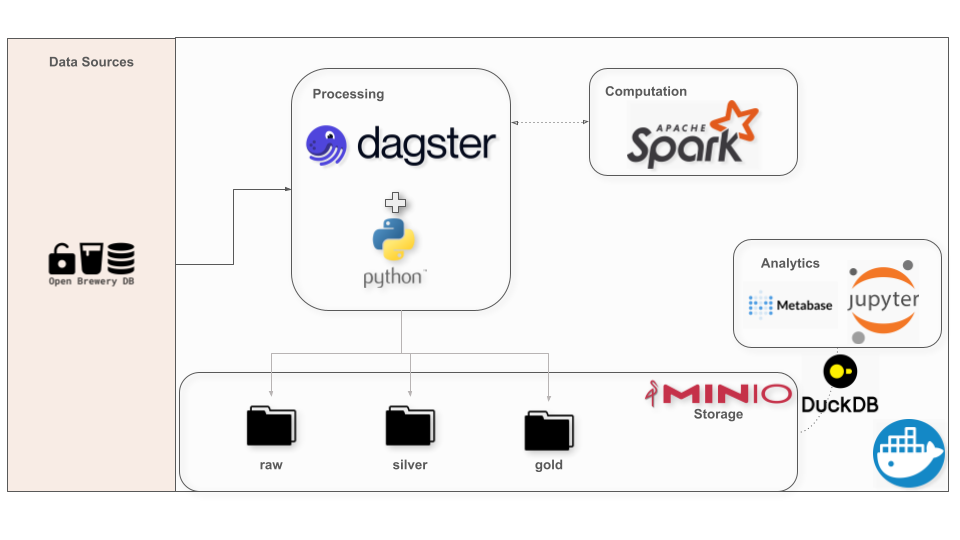 Data Sources
Open Brewery DB
Processing
dagster
python™
Computation
APACHE
Spark
Analytics
Metabase
jupyter
DuckDB
MINIO
Storage
raw
silver
gold